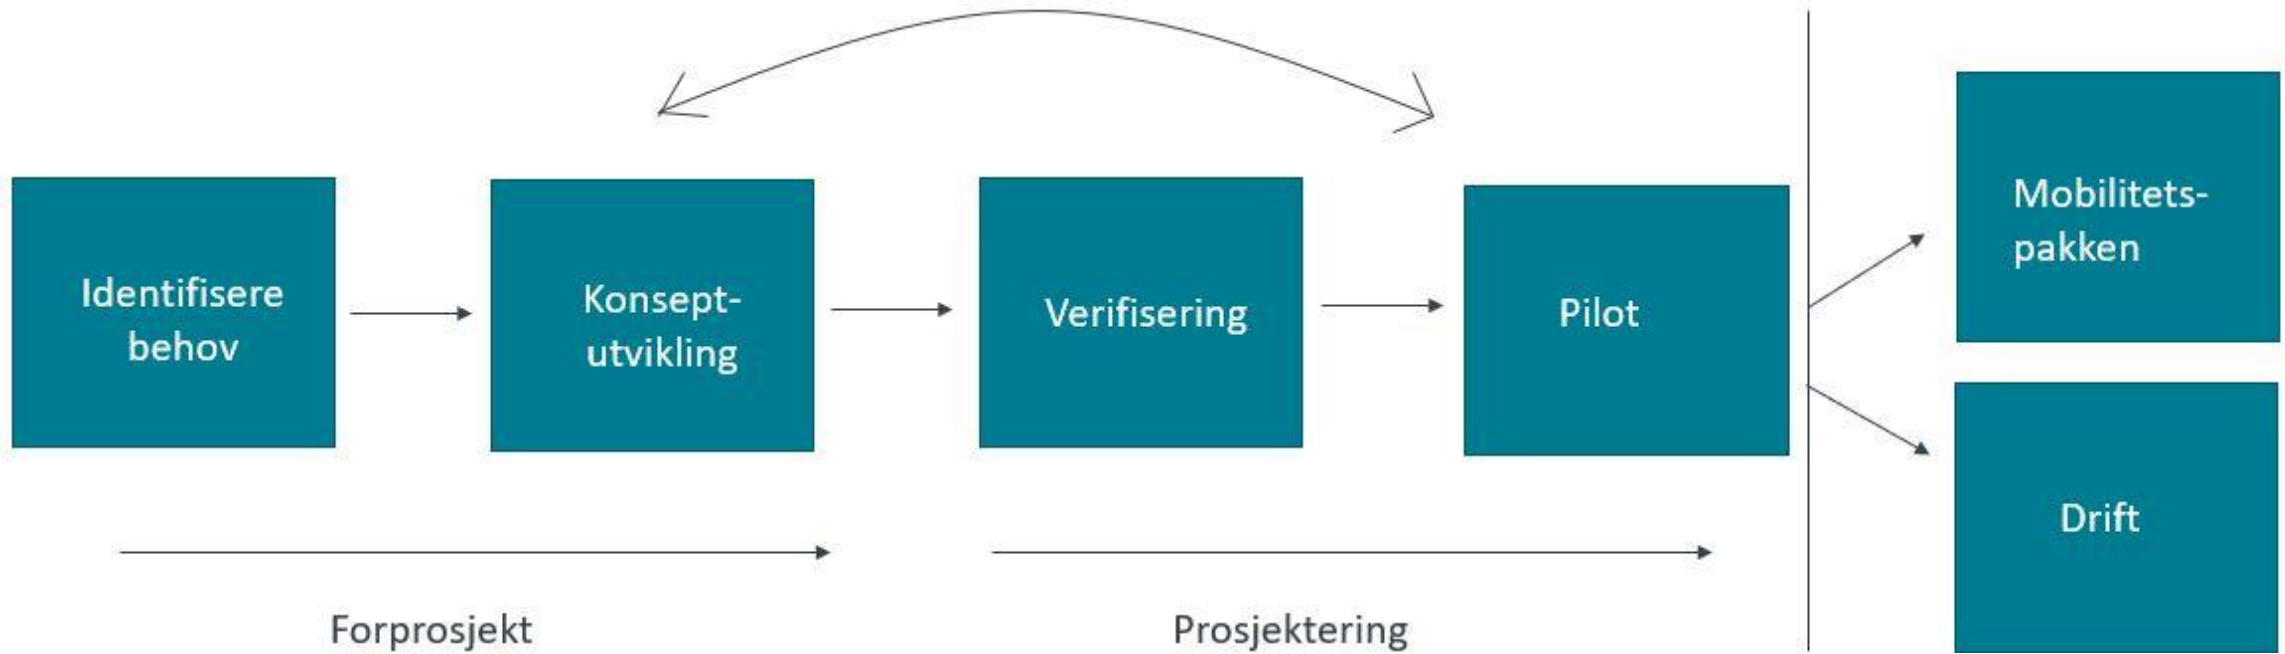 Identifisere
behov
Konsept-
utvikling
Verifisering
Pilot
Mobilitets-
pakken
Drift
Forprosjekt
Prosjektering